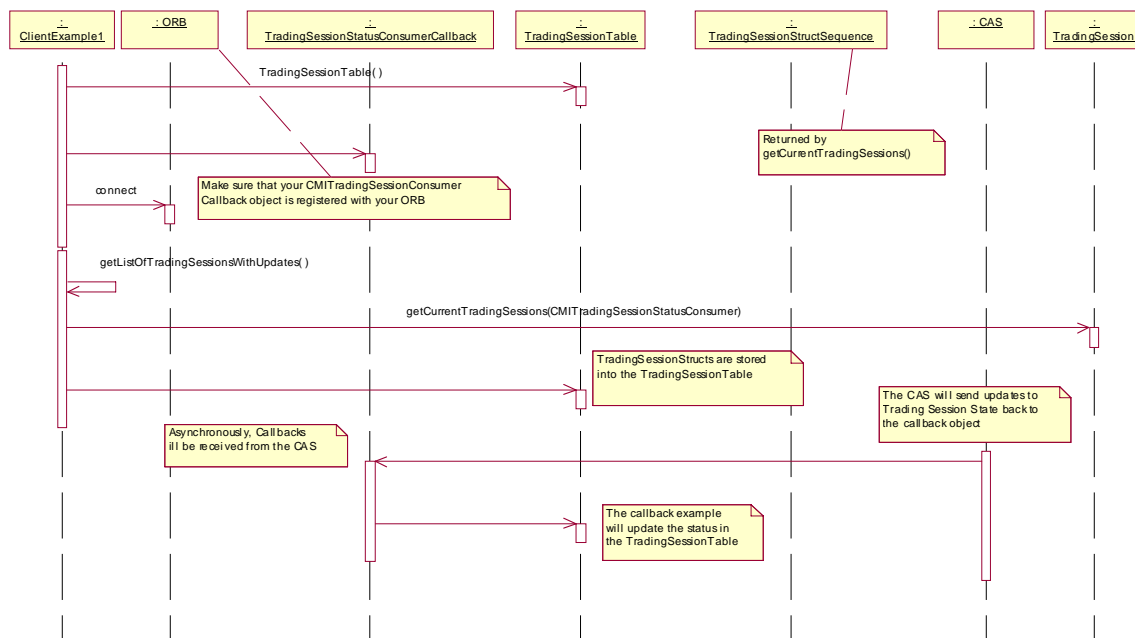 :
ClientExample1
: ORB
:
TradingSessionStatusConsumerCallback
:
TradingSessionTable
:
TradingSessionStructSequence
: CAS
:
TradingSession
TradingSessionTable( )
Returned by
getCurrentTradingSessions()
connect
Make sure that your CMITradingSessionConsumer
Callback object is registered with your ORB
getListOfTradingSessionsWithUpdates( )
getCurrentTradingSessions(CMITradingSessionStatusConsumer)
TradingSessionStructs are stored
into the TradingSessionTable
The CAS will send updates to
Trading Session State back to
the callback object
Asynchronously, Callbacks
ill be received from the CAS
The callback example
will update the status in
the TradingSessionTable